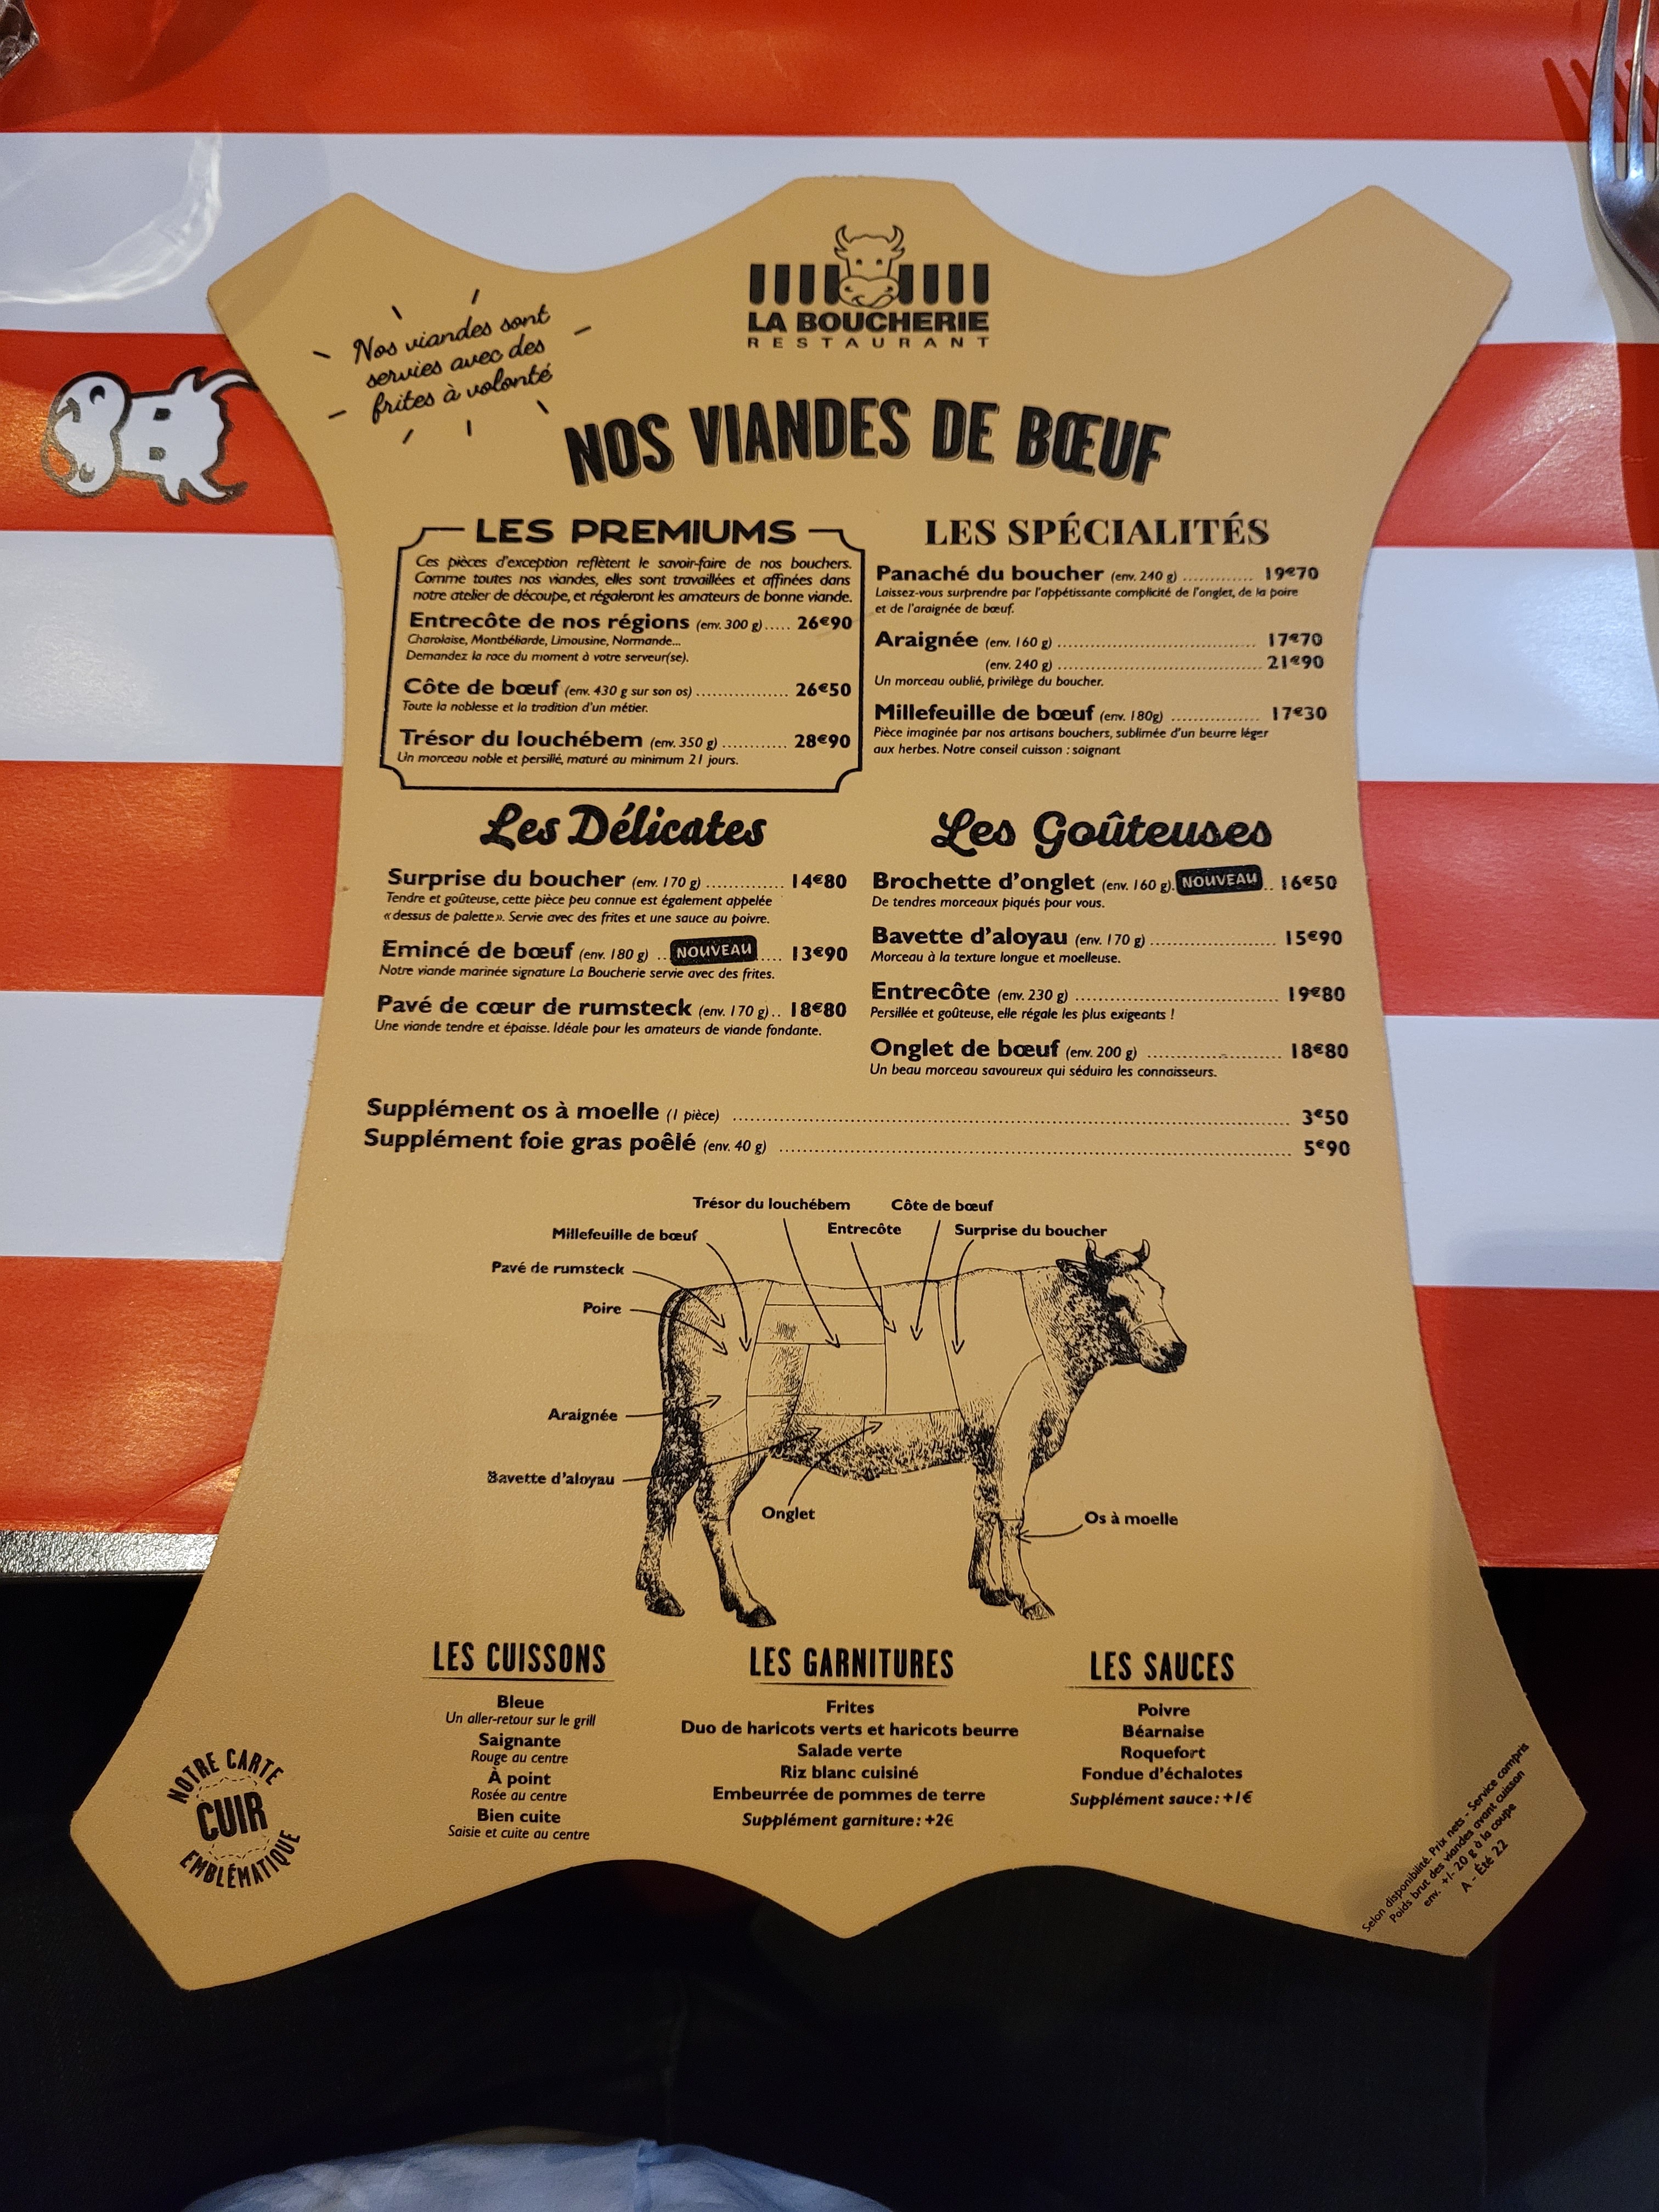 Nos viandes sont
servies avec des
frites à volonté
LA BOUCHERIE
RESTAURANT
NOS VIANDES DE BŒUF
LES PREMIUMS
Ces pièces d'exception reflètent le savoir-faire de nos bouchers.
Comme toutes nos viandes, elles sont travaillées et affinées dans
notre atelier de découpe, et régaleront les amateurs de bonne viande.
Entrecôte de nos régions (env. 300 g)..... 26€90
Charolaise, Montbéliarde, Limousine, Normande...
Demandez la race du moment à votre serveur(se).
Côte de bœuf (env. 430 g sur son os)................ 26€50
Toute la noblesse et la tradition d'un métier.
Trésor du louchébem (env. 350 g)........... 28€90
Un morceau noble et persillé, maturé au minimum 21 jours.
LES SPÉCIALITÉS
Panaché du boucher (env. 240 g)............ 19€70
Laissez-vous surprendre par l'appétissante complicité de l'onglet, de la poire
et de l'araignée de bœuf.
Araignée (env. 160 g)................................... 17€70
(env. 240 g)................................... 21€90
Un morceau oublié, privilège du boucher.
Millefeuille de bœuf (env. 180g)............... 17€30
Pièce imaginée par nos artisans bouchers, sublimée d'un beurre léger
aux herbes. Notre conseil cuisson : saignant
Les Délicates
Surprise du boucher (env. 170 g)............. 14€80
Tendre et goûteuse, cette pièce peu connue est également appelée
« dessus de palette ». Servie avec des frites et une sauce au poivre.
Emincé de bœuf (env. 180 g) .. NOUVEAU .... 13€90
Notre viande marinée signature La Boucherie servie avec des frites.
Pavé de cœur de rumsteck (env. 170 g).. 18€80
Une viande tendre et épaisse. Idéale pour les amateurs de viande fondante.
Les Goûteuses
Brochette d'onglet (env. 160 g). NOUVEAU .. 16€50
De tendres morceaux piqués pour vous.
Bavette d'aloyau (env. 170 g)...................... 15€90
Morceau à la texture longue et moelleuse.
Entrecôte (env. 230 g)................................... 19€80
Persillée et goûteuse, elle régale les plus exigeants !
Onglet de bœuf (env. 200 g)....................... 18€80
Un beau morceau savoureux qui séduira les connaisseurs.
Supplément os à moelle (1 pièce)........................................ 3€50
Supplément foie gras poêlé (env. 40 g)........................................ 5€90
Trésor du louchébem
Côte de bœuf
Millefeuille de bœuf
Entrecôte
Surprise du boucher
Pavé de rumsteck
Poire
Araignée
Bavette d'aloyau
Onglet
Os à moelle
LES CUISSONS
Bleue
Un aller-retour sur le grill
Saignante
Rouge au centre
À point
Rosée au centre
Bien cuite
Saisie et cuite au centre
LES GARNITURES
Frites
Duo de haricots verts et haricots beurre
Salade verte
Riz blanc cuisiné
Embeurrée de pommes de terre
Supplément garniture : +2€
LES SAUCES
Poivre
Béarnaise
Roquefort
Fondue d'échalotes
Supplément sauce : +1€
NOTRE CARTE
CUIR
EMBLÉMATIQUE
Selon disponibilité. Prix nets - Service compris
Poids brut des viandes avant cuisson
env. +/- 20 g à la coupe
A - Été 22